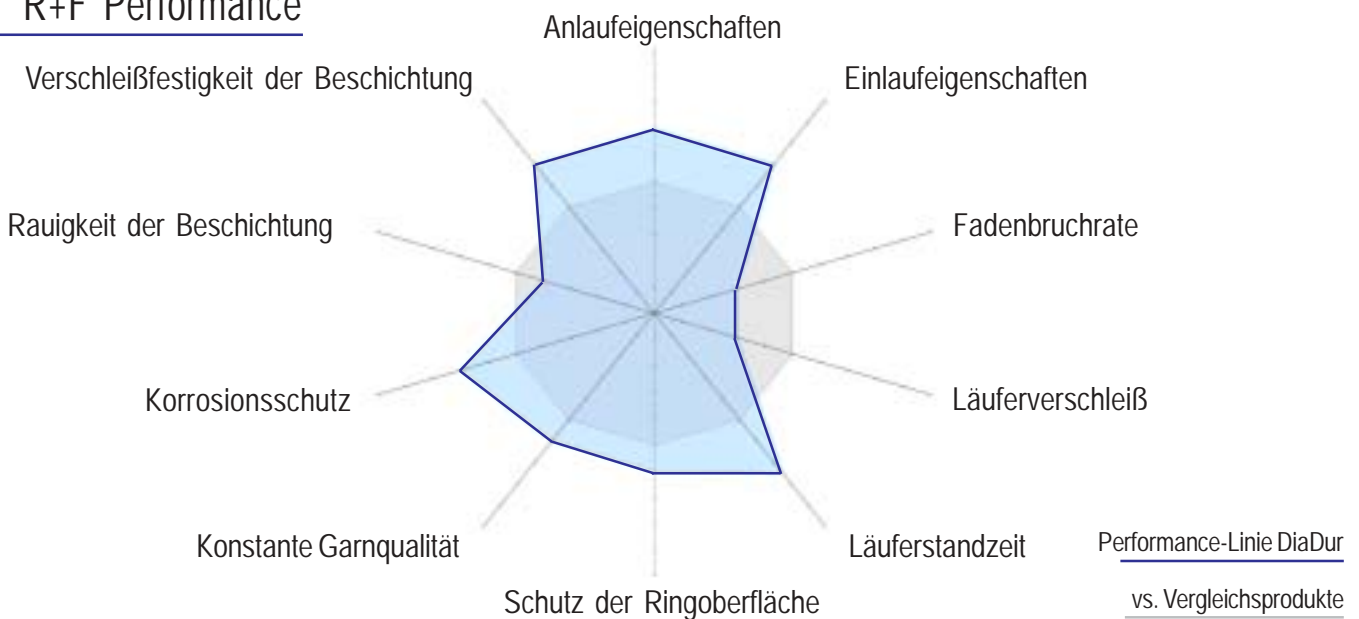 R+F Performance
Anlaufeigenschaften
Verschleißfestigkeit der Beschichtung
Einlaufeigenschaften
Rauigkeit der Beschichtung
Fadenbruchrate
Korrosionsschutz
Läuferverschleiß
Konstante Garnqualität
Läuferstandzeit
Performance-Linie DiaDur
Schutz der Ringoberfläche
vs. Vergleichsprodukte